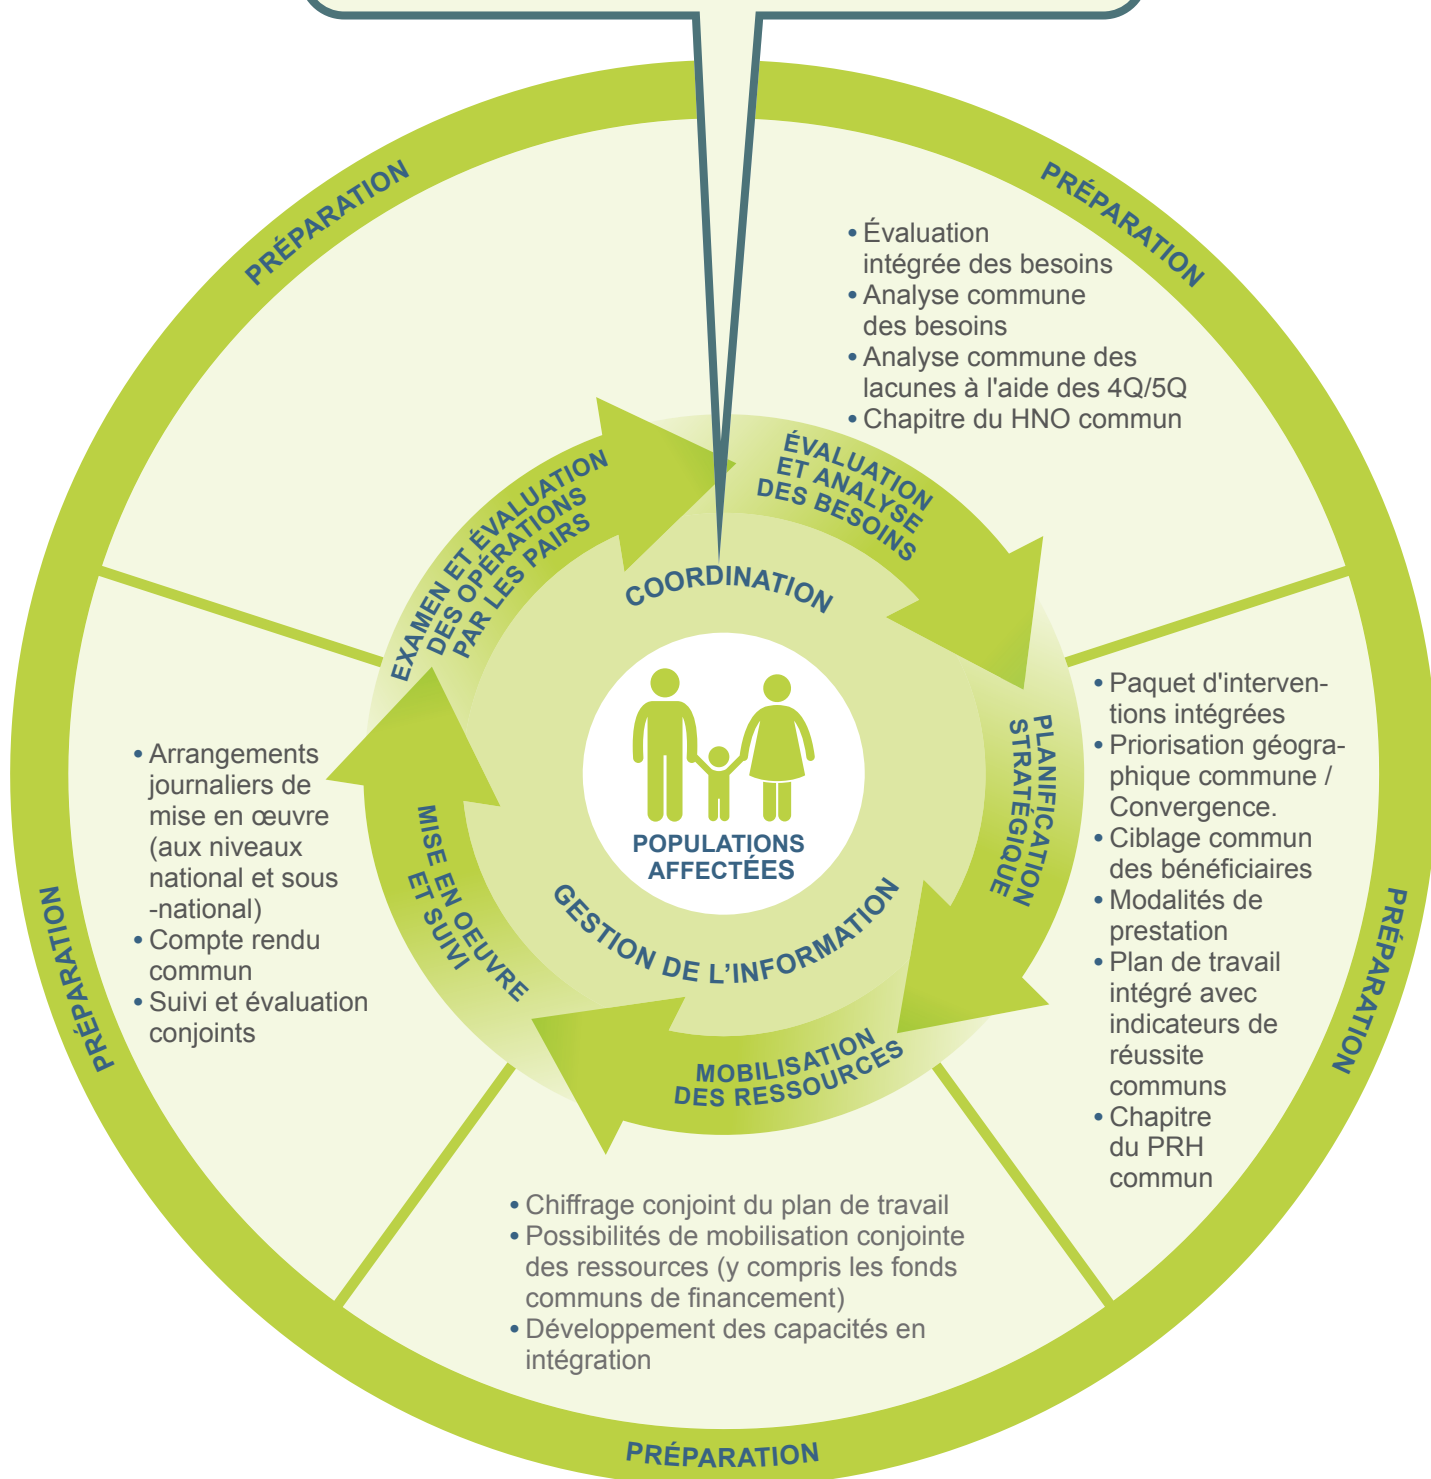 PRÉPARATION
PRÉPARATION
• Évaluation
intégrée des besoins
• Analyse commune
des besoins
• Analyse commune des
lacunes à l'aide des 4Q/5Q
• Chapitre du HNO commun
ÉVALUATION
ET ANALYSE
DES BESOINS
EXAMEN ET ÉVALUATION
DES OPÉRATIONS
PAR LES PAIRS
COORDINATION
POPULATIONS
AFFECTÉES
GESTION DE L'INFORMATION
PLANIFICATION
STRATÉGIQUE
• Paquet d'interven-
tions intégrées
• Priorisation géogra-
phique commune /
Convergence.
• Ciblage commun
des bénéficiaires
• Modalités de
prestation
• Plan de travail
intégré avec
indicateurs de
réussite
communs
• Chapitre
du PRH
commun
PRÉPARATION
• Arrangements
journaliers de
mise en œuvre
(aux niveaux
national et sous
-national)
• Compte rendu
commun
• Suivi et évaluation
conjoints
PRÉPARATION
MISE EN OEUVRE
ET SUIVI
MOBILISATION
DES RESSOURCES
• Chiffrage conjoint du plan de travail
• Possibilités de mobilisation conjointe
des ressources (y compris les fonds
communs de financement)
• Développement des capacités en
intégration
PRÉPARATION